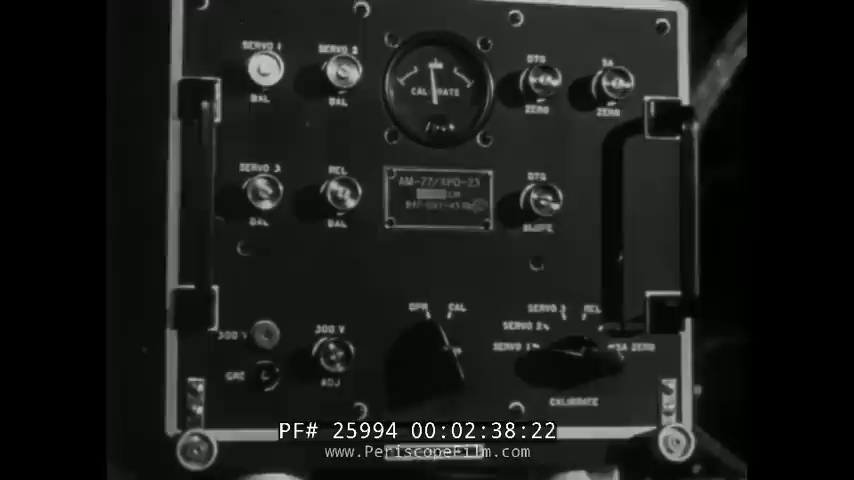 SERVO 1
SERVO 2
BAL
BAL
CALIBRATE
DTG
ZERO
SA
ZERO
SERVO 3
REL
BAL
BAL
AM-77/APD-23
DTG
SLOPE
300 V
GRD
300 V
ADJ
OPR
CAL
SERVO 1
SERVO 2
SERVO 3
REL
SA ZERO
CALIBRATE
PF# 25994 00:02:38:22
www.PeriscopeFilm.com